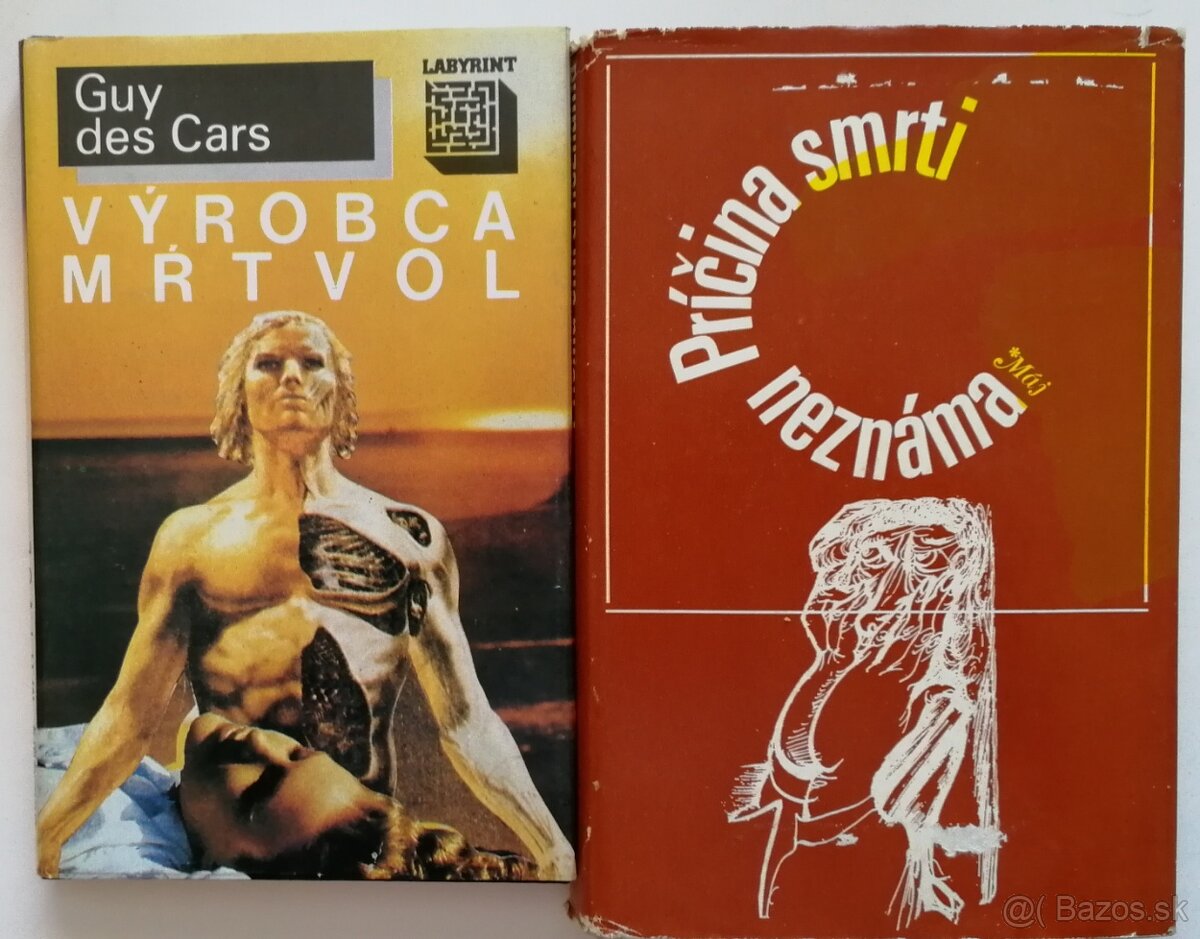 Guy
des Cars
LABYRINT
VÝROBCA
MŔTVOL
Príčina smrti
neznáma
*Máj
@( Bazos.sk